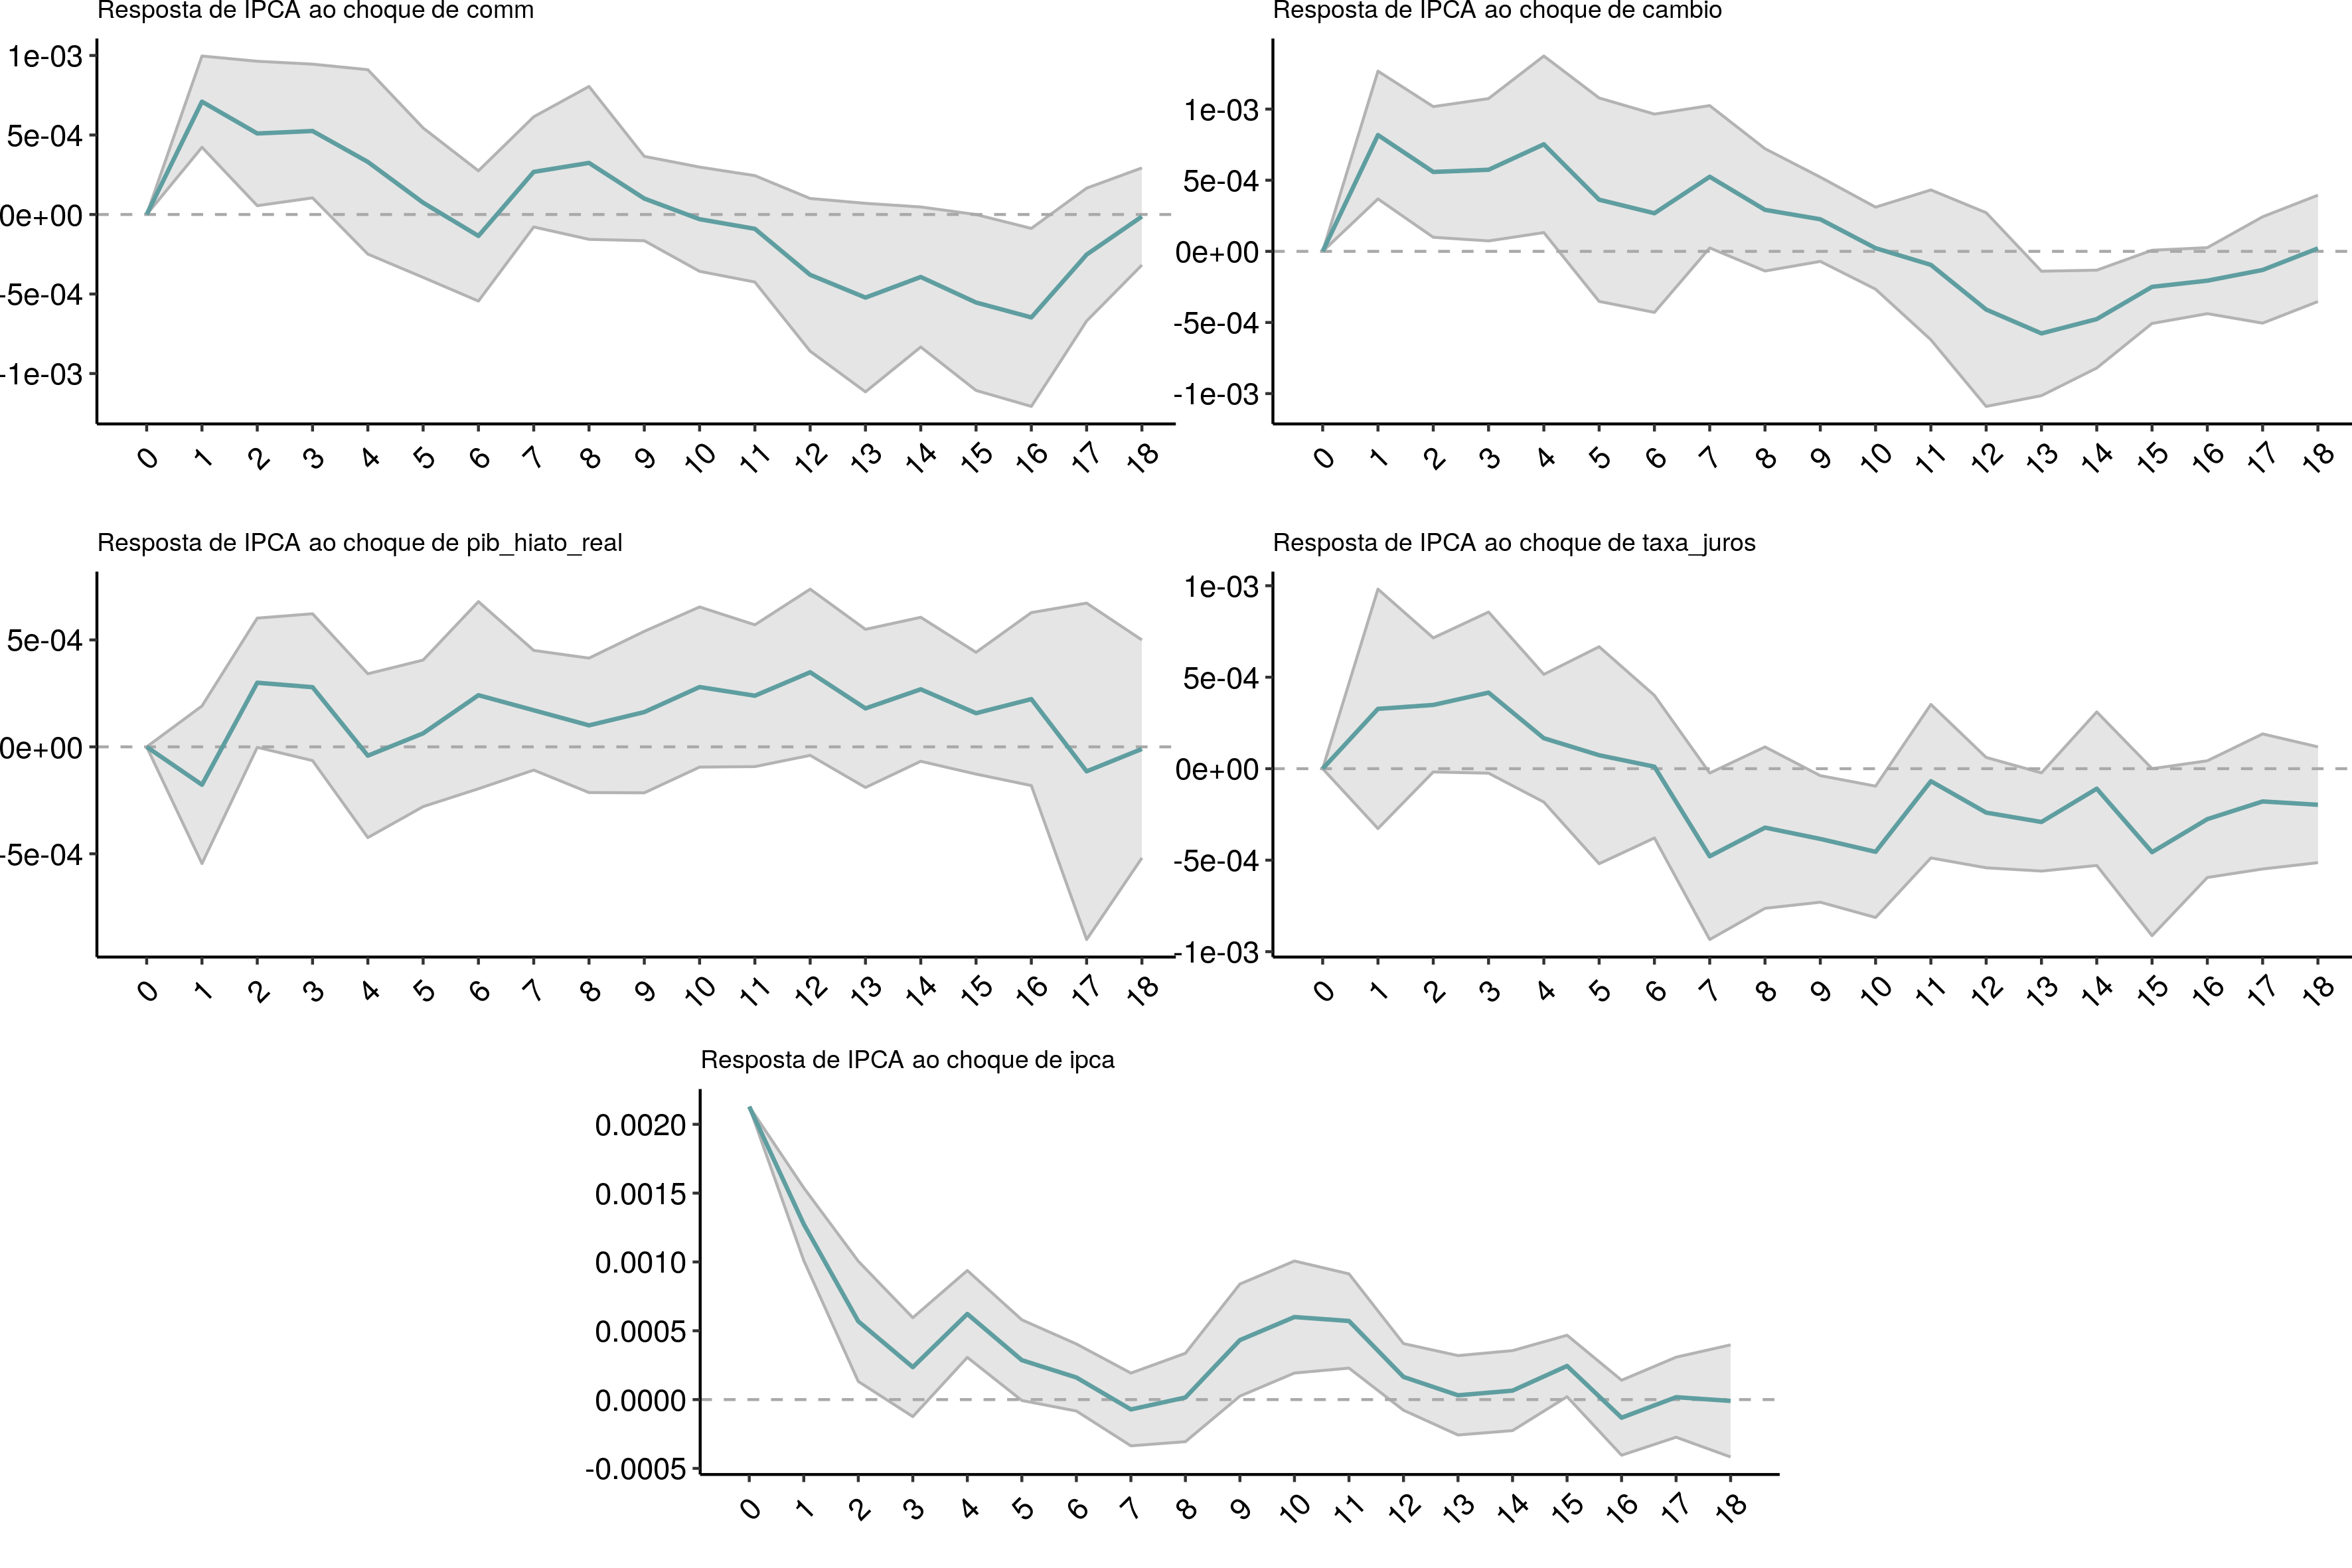 Resposta de IPCA ao choque de comm
1e-03
5e-04
0e+00
-5e-04
-1e-03
0 1 2 3 4 5 6 7 8 9 10 11 12 13 14 15 16 17 18
Resposta de IPCA ao choque de cambio
1e-03
5e-04
0e+00
-5e-04
-1e-03
0 1 2 3 4 5 6 7 8 9 10 11 12 13 14 15 16 17 18
Resposta de IPCA ao choque de pib_hiato_real
5e-04
0e+00
-5e-04
0 1 2 3 4 5 6 7 8 9 10 11 12 13 14 15 16 17 18
Resposta de IPCA ao choque de taxa_juros
1e-03
5e-04
0e+00
-5e-04
-1e-03
0 1 2 3 4 5 6 7 8 9 10 11 12 13 14 15 16 17 18
Resposta de IPCA ao choque de ipca
0.0020
0.0015
0.0010
0.0005
0.0000
-0.0005
0 1 2 3 4 5 6 7 8 9 10 11 12 13 14 15 16 17 18